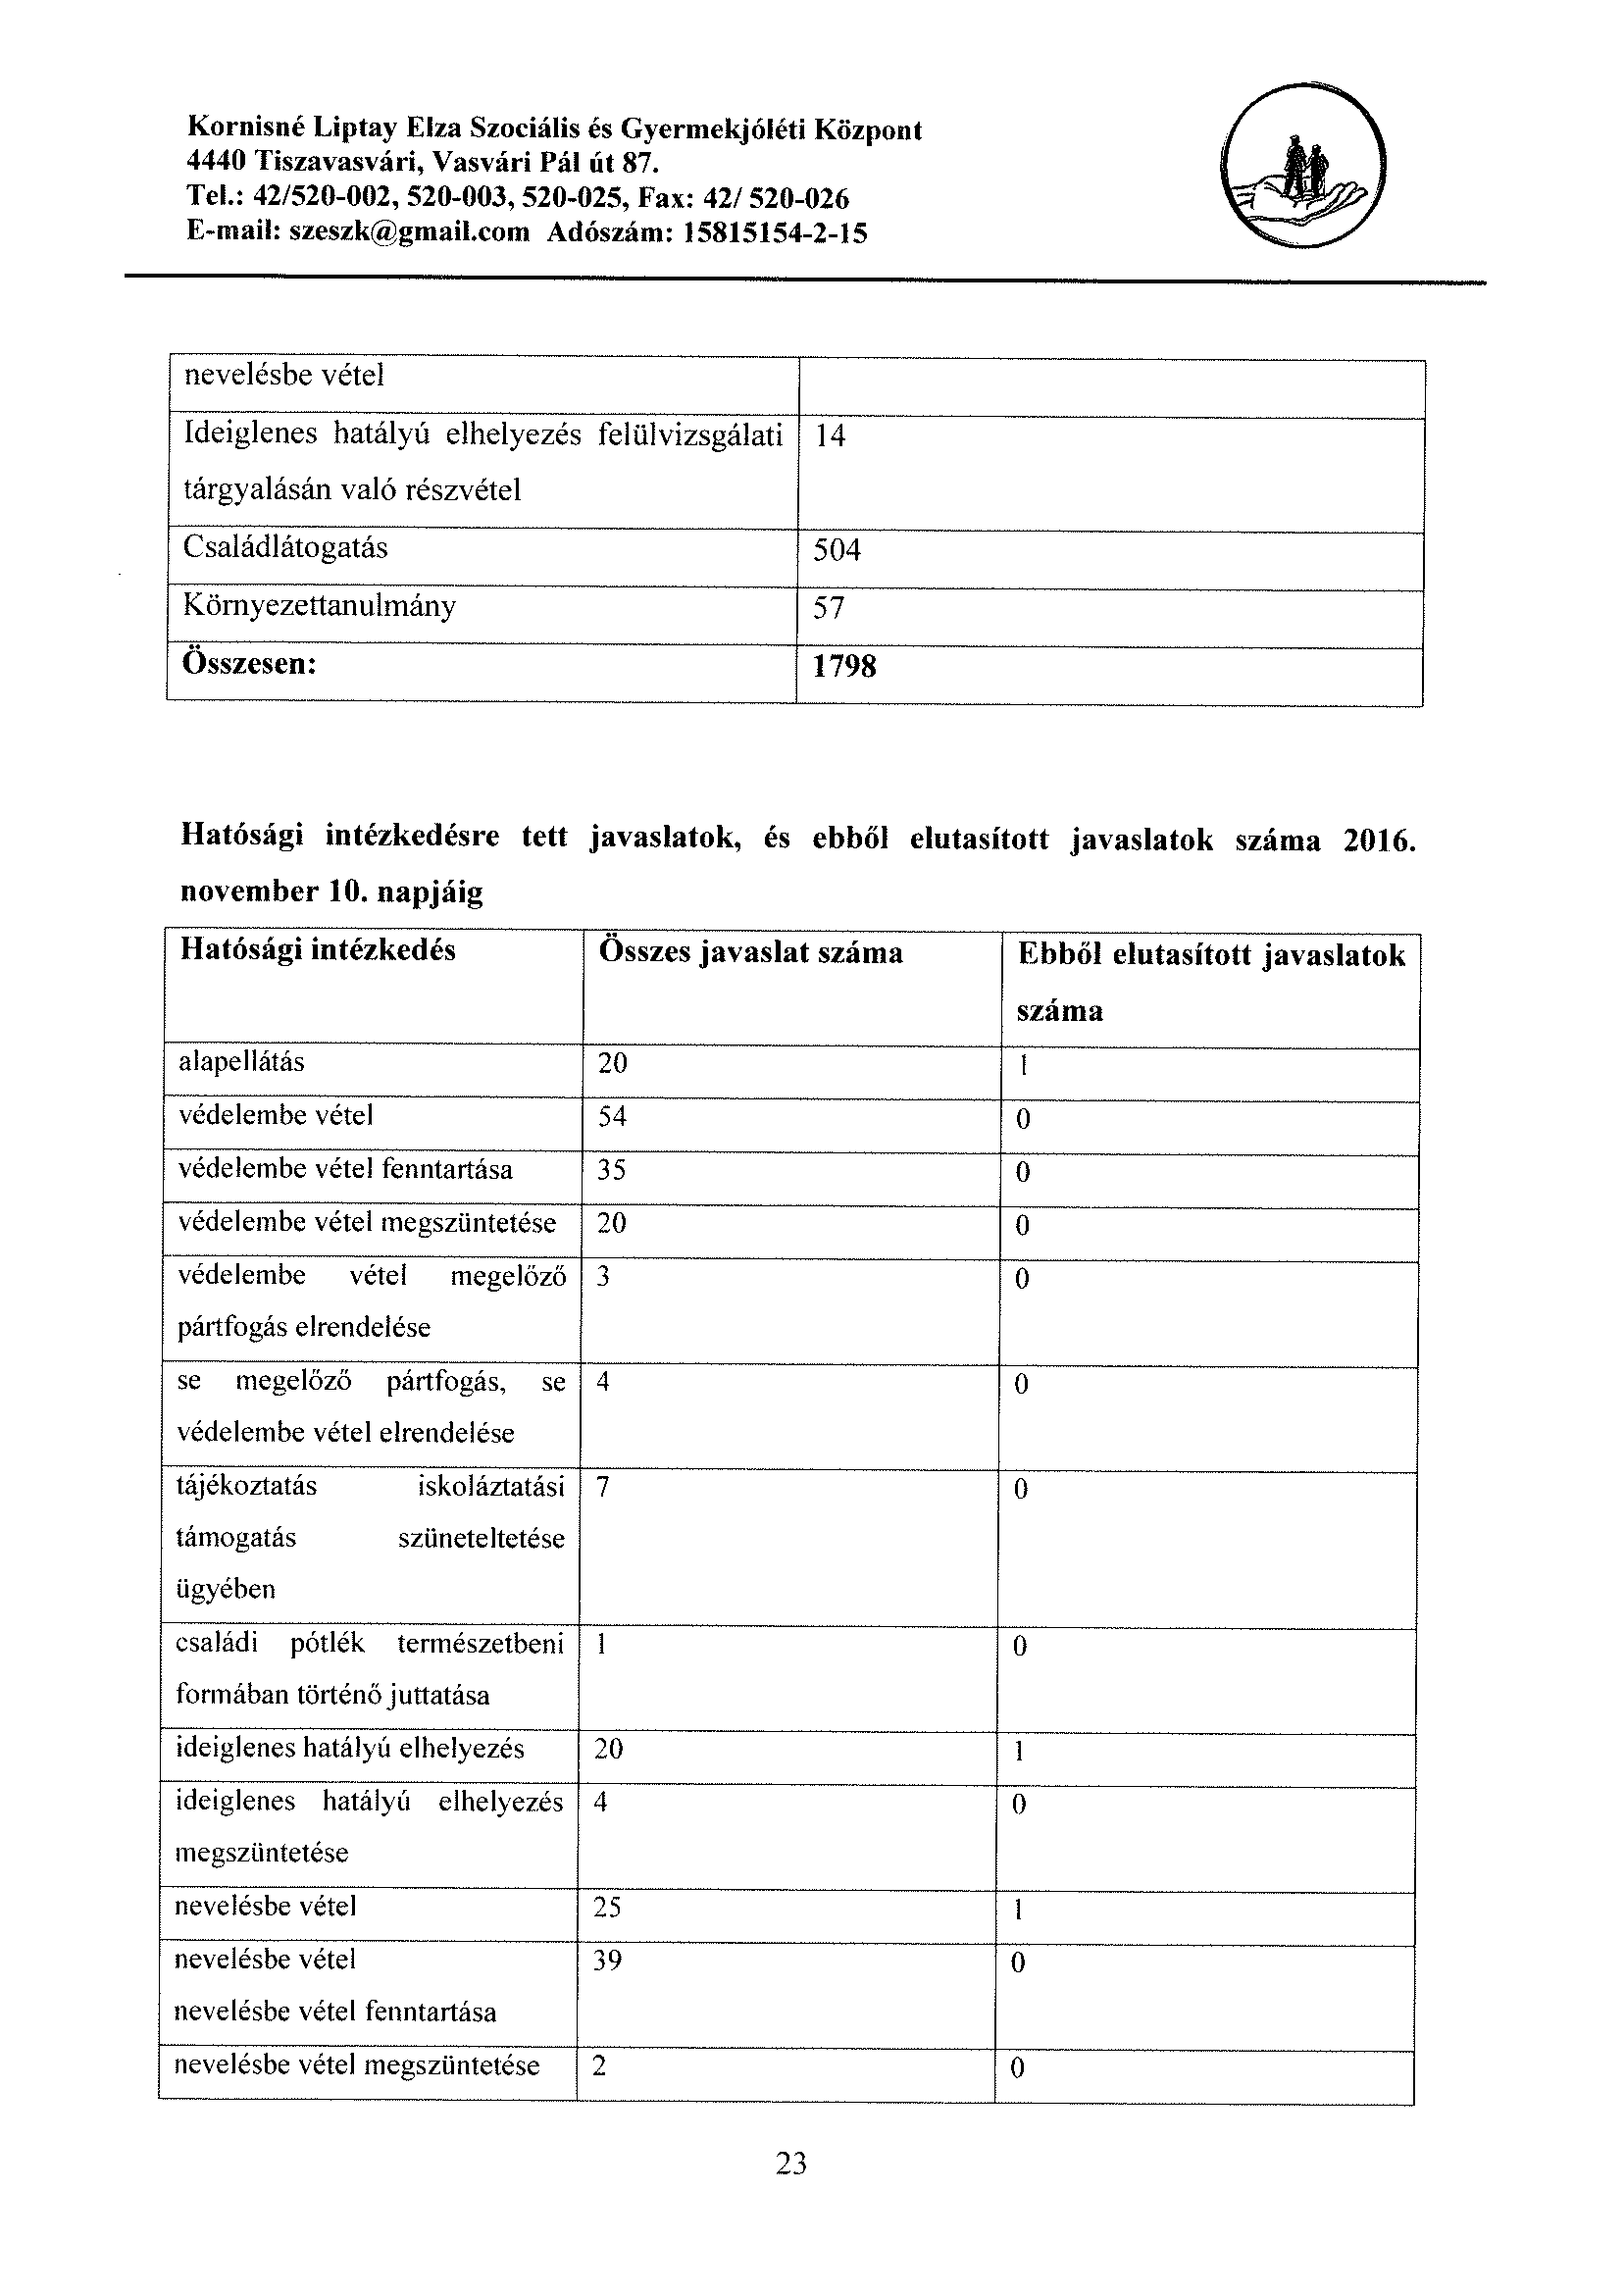 Kornisné Liptay Elza Szociális és Gyermekjóléti Központ
4440 Tiszavasvári, Vasvári Pál út 87.
Tel.: 42/520-002, 520-003, 520-025, Fax: 42/ 520-026
E-mail: szeszk@gmail.com Adószám: 15815154-2-15
nevelésbe vétel
Ideiglenes hatályú elhelyezés felülvizsgálati 14
tárgyalásán való részvétel
Családlátogatás 504
Környezettanulmány 57
Összesen: 1798
Hatósági intézkedésre tett javaslatok, és ebből elutasított javaslatok száma 2016.
november 10. napjáig
Hatósági intézkedés Összes javaslat száma Ebből elutasított javaslatok
száma
alapellátás 20 1
védelembe vétel 54 0
védelembe vétel fenntartása 35 0
védelembe vétel megszüntetése 20 0
védelembe vétel megelőző 3 0
pártfogás elrendelése
se megelőző pártfogás, se 4 0
védelembe vétel elrendelése
tájékoztatás iskoláztatási 7 0
támogatás szüneteltetése
ügyében
családi pótlék természetbeni 1 0
formában történő juttatása
ideiglenes hatályú elhelyezés 20 1
ideiglenes hatályú elhelyezés 4 0
megszüntetése
nevelésbe vétel 25 1
nevelésbe vétel 39 0
nevelésbe vétel fenntartása
nevelésbe vétel megszüntetése 2 0
23